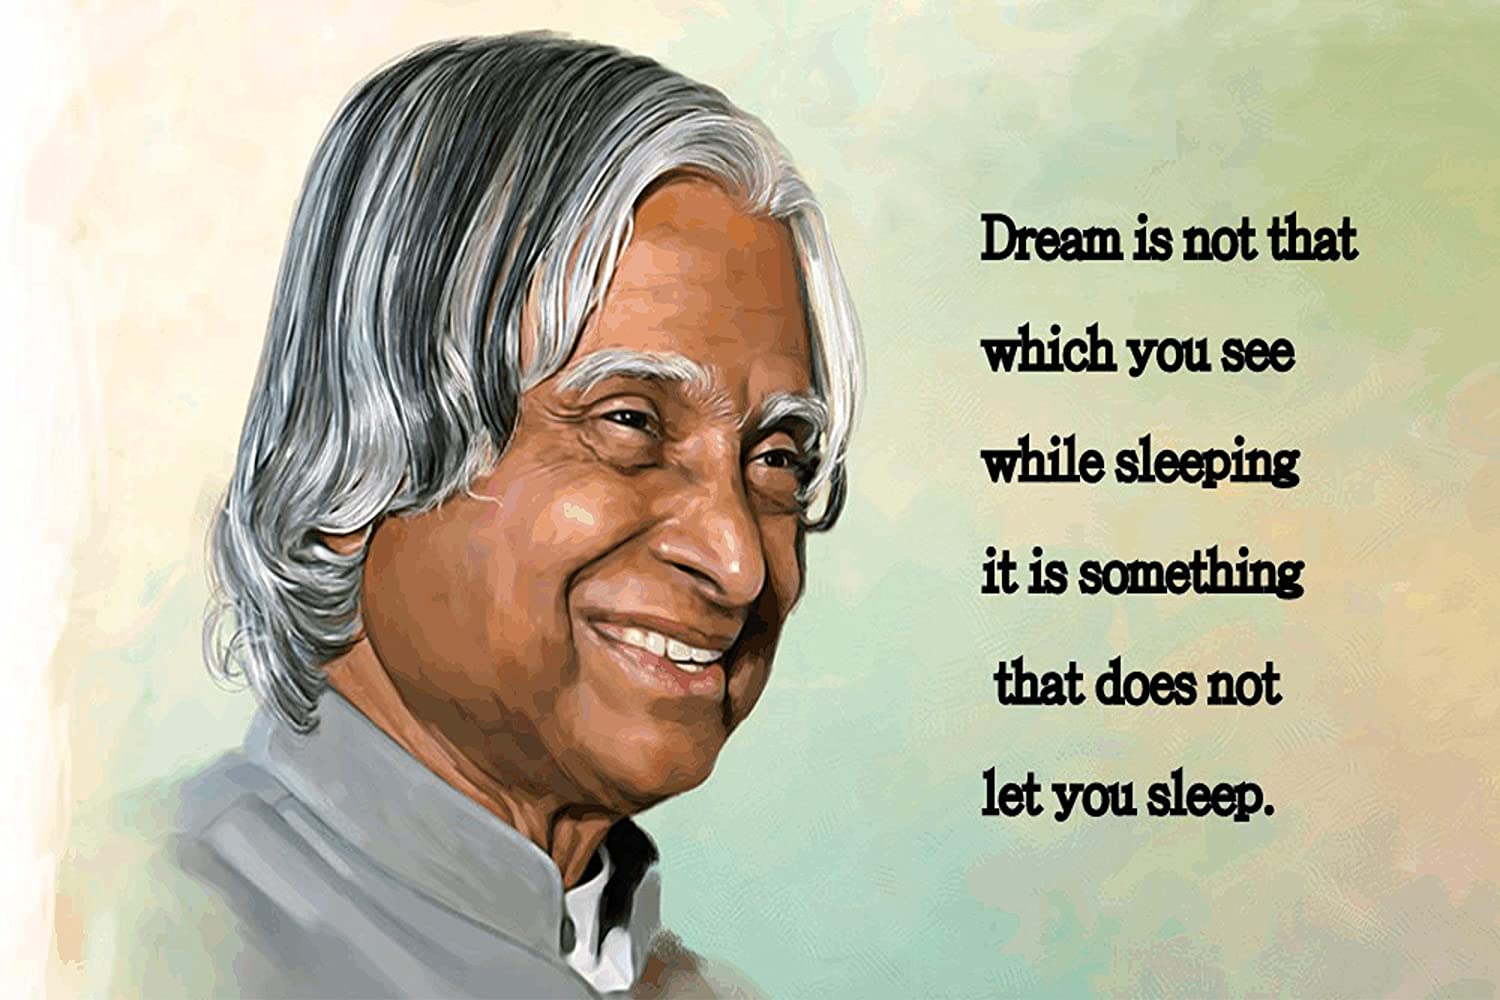 Dream is not that
which you see
while sleeping
it is something
that does not
let you sleep.